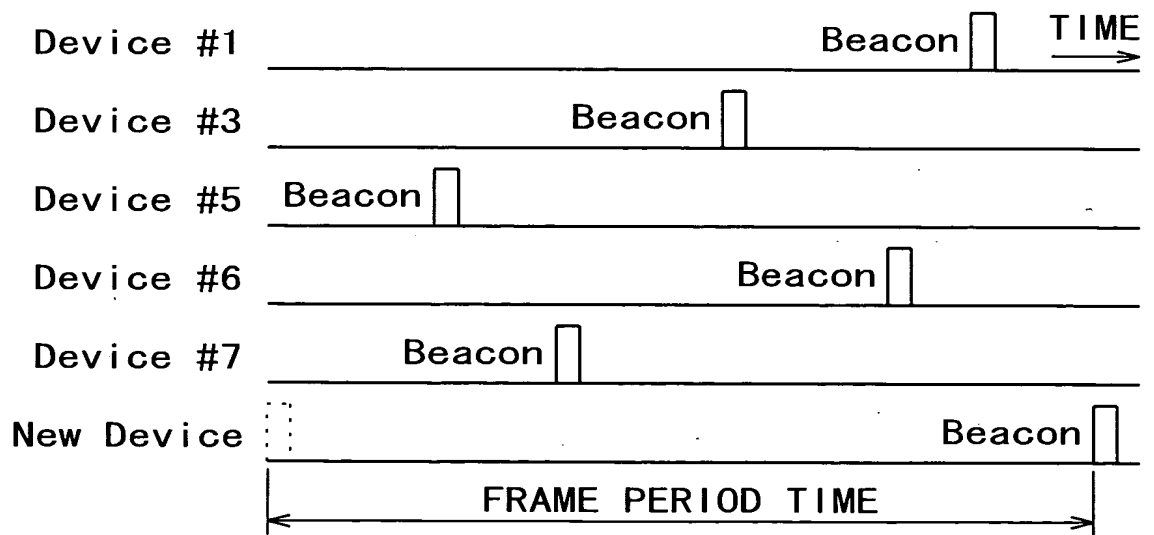 Device #1 Beacon TIME
Device #3 Beacon
Device #5 Beacon
Device #6 Beacon
Device #7 Beacon
New Device Beacon
FRAME PERIOD TIME